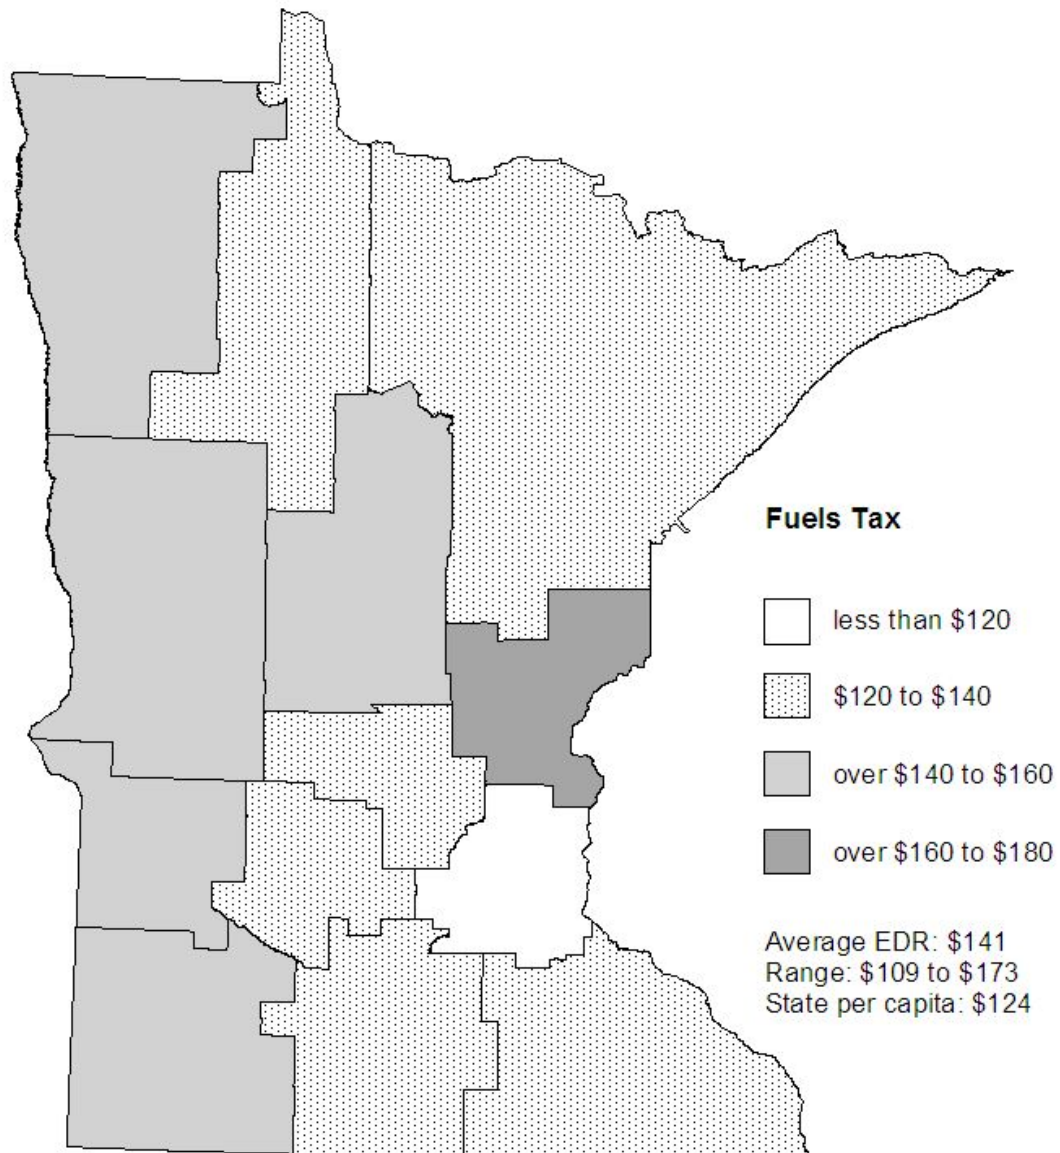 Fuels Tax
less than $120
$120 to $140
over $140 to $160
over $160 to $180
Average EDR: $141
Range: $109 to $173
State per capita: $124